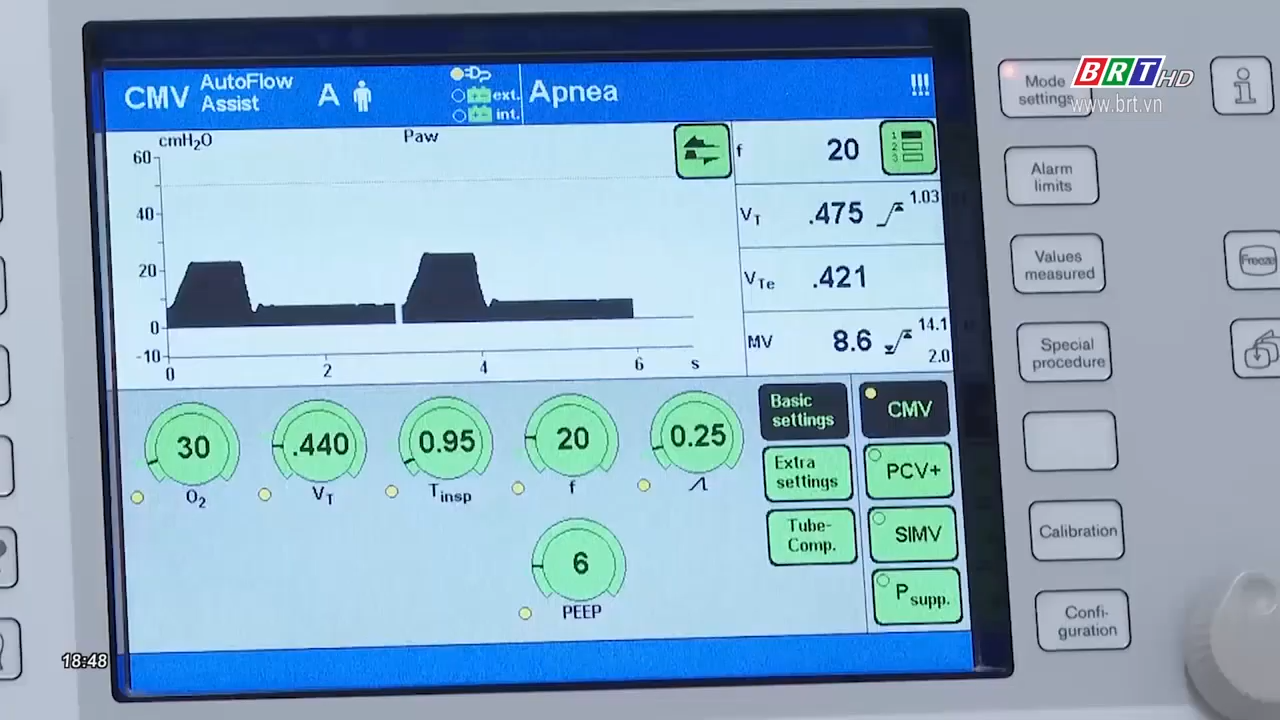 CMV AutoFlow
Assist
A
ext.
int.
Apnea
!!!
BRT HD
www.brt.vn
Mode
settings
cmH₂O
Paw
60
40
20
0
-10
0
2
4
6
s
f
20
1
2
3
VT
.475
1.03
VTe
.421
MV
8.6
14.1
2.0
Alarm
limits
Values
measured
Freeze
Special
procedure
Calibration
Confi-
guration
30
O₂
.440
VT
0.95
Tinsp
20
f
0.25
6
PEEP
Basic
settings
Extra
settings
Tube-
Comp.
CMV
PCV+
SIMV
Psupp.
18:48